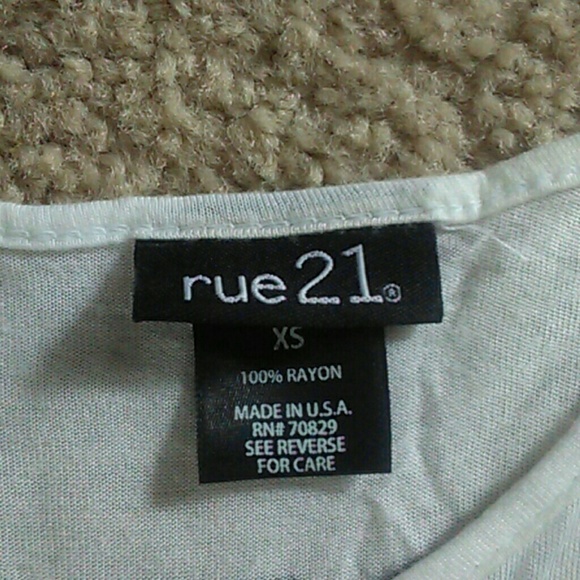 rue21®
XS
100% RAYON
MADE IN U.S.A.
RN# 70829
SEE REVERSE
FOR CARE